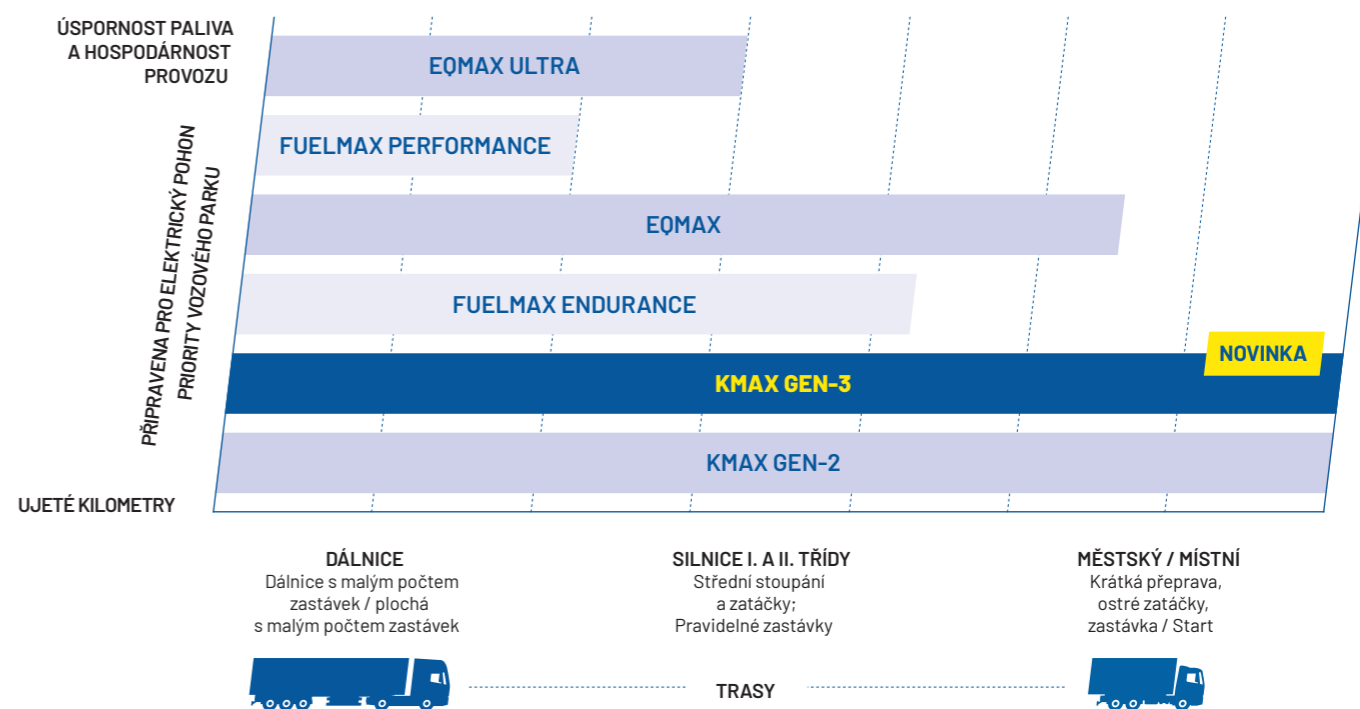 ÚSPORNOST PALIVA
A HOSPODÁRNOST
PROVOZU
PŘIPRAVENA PRO ELEKTRICKÝ POHON
PRIORITY VOZOVÉHO PARKU
UJETÉ KILOMETRY
EQMAX ULTRA
FUELMAX PERFORMANCE
EQMAX
FUELMAX ENDURANCE
NOVINKA
KMAX GEN-3
KMAX GEN-2
DÁLNICE
Dálnice s malým počtem
zastávek / plochá
s malým počtem zastávek
SILNICE I. A II. TŘÍDY
Střední stoupání
a zatáčky;
Pravidelné zastávky
MĚSTSKÝ / MÍSTNÍ
Krátká přeprava,
ostré zatáčky,
zastávka / Start
TRASY